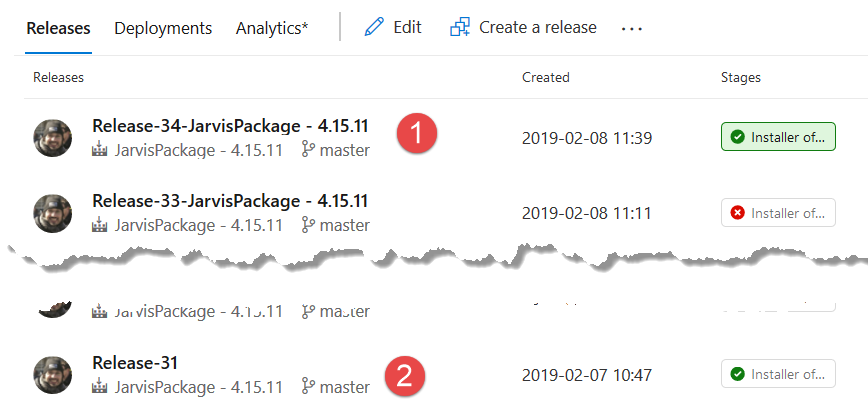 Releases Deployments Analytics* Edit Create a release ...
Releases Created Stages
Release-34-JarvisPackage - 4.15.11 1 2019-02-08 11:39 Installer of...
JarvisPackage - 4.15.11 master
Release-33-JarvisPackage - 4.15.11 2019-02-08 11:11 Installer of...
JarvisPackage - 4.15.11 master
JarvisPackage - 4.15.11 master
Release-31 2 2019-02-07 10:47 Installer of...
JarvisPackage - 4.15.11 master